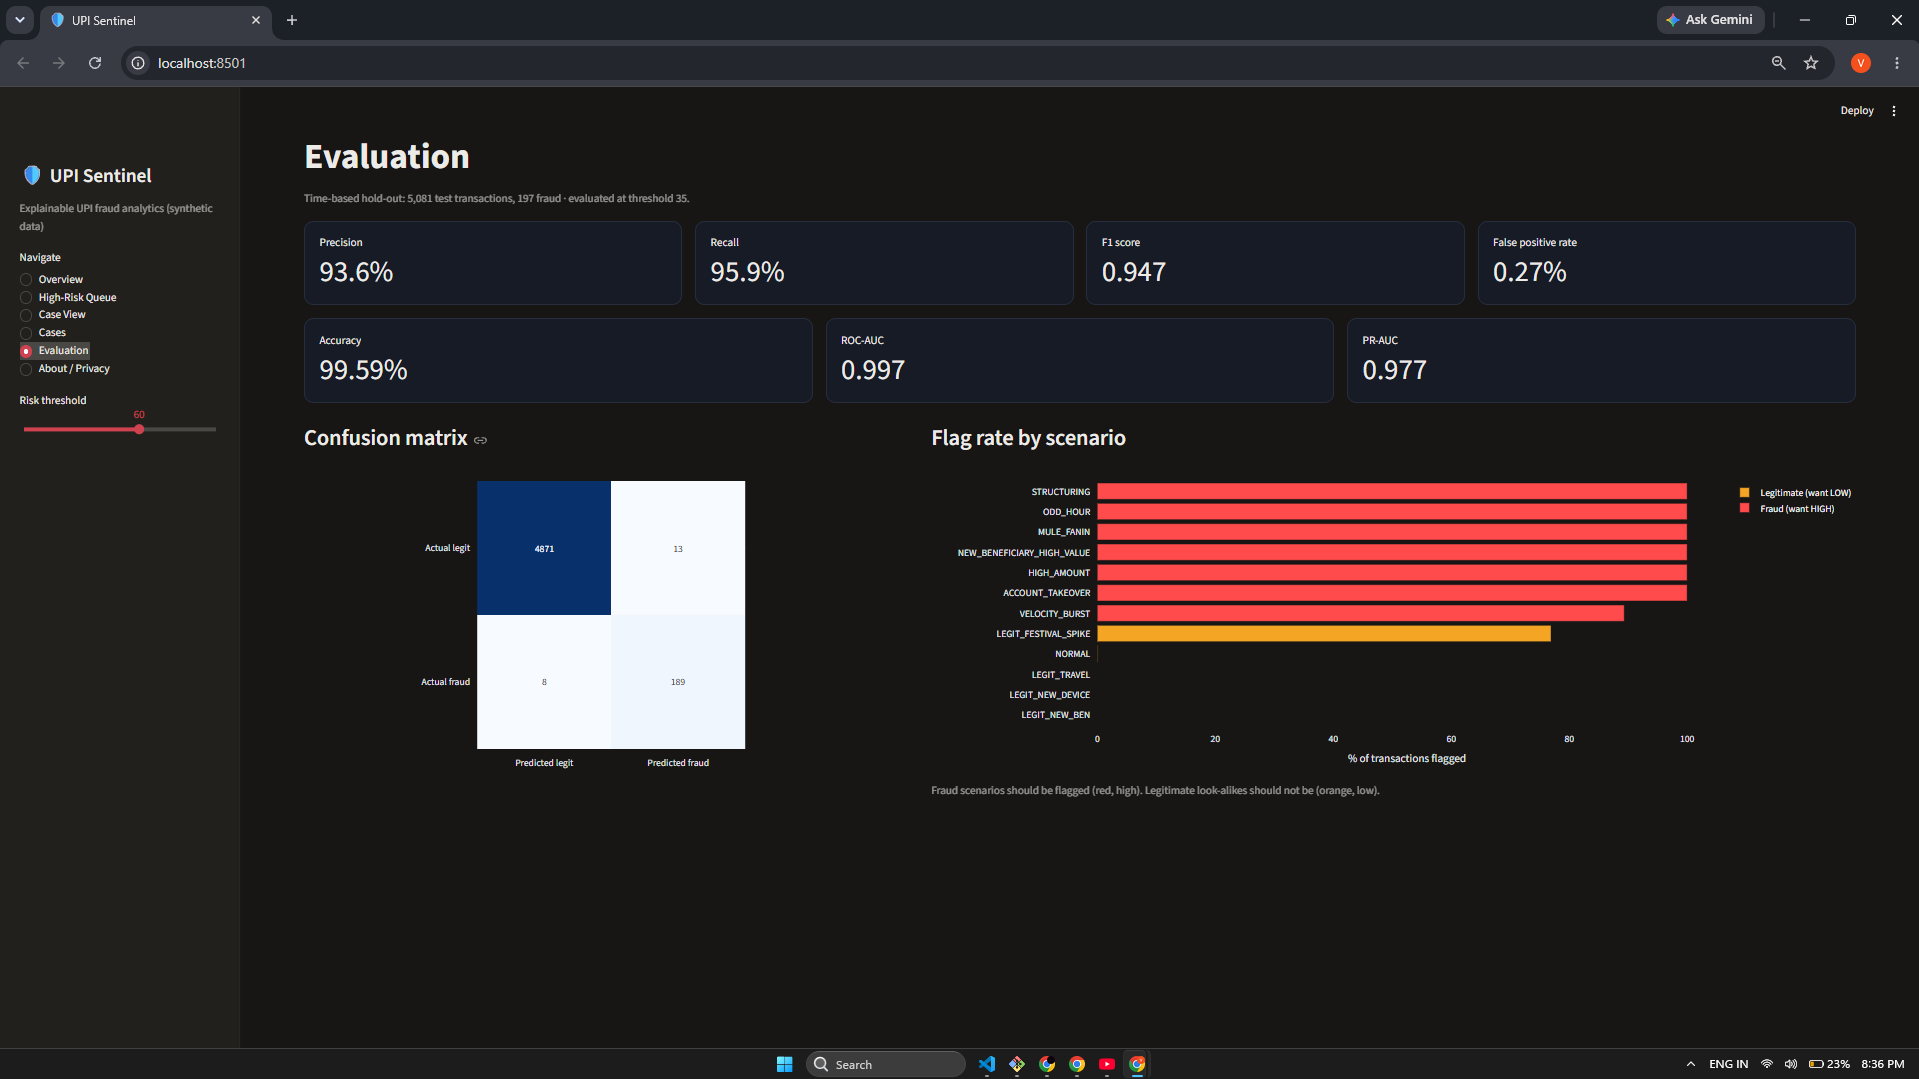 UPI Sentinel
Ask Gemini
localhost:8501
V
Deploy
UPI Sentinel
Explainable UPI fraud analytics (synthetic
data)
Navigate
Overview
High-Risk Queue
Case View
Cases
Evaluation
About / Privacy
Risk threshold
60
Evaluation
Time-based hold-out: 5,081 test transactions, 197 fraud · evaluated at threshold 35.
Precision
93.6%
Recall
95.9%
F1 score
0.947
False positive rate
0.27%
Accuracy
99.59%
ROC-AUC
0.997
PR-AUC
0.977
Confusion matrix
Actual legit
4871
13
Actual fraud
8
189
Predicted legit
Predicted fraud
Flag rate by scenario
STRUCTURING
ODD_HOUR
MULE_FANIN
NEW_BENEFICIARY_HIGH_VALUE
HIGH_AMOUNT
ACCOUNT_TAKEOVER
VELOCITY_BURST
LEGIT_FESTIVAL_SPIKE
NORMAL
LEGIT_TRAVEL
LEGIT_NEW_DEVICE
LEGIT_NEW_BEN
0 20 40 60 80 100
% of transactions flagged
Legitimate (want LOW)
Fraud (want HIGH)
Fraud scenarios should be flagged (red, high). Legitimate look-alikes should not be (orange, low).
Search
ENG IN
23%
8:36 PM